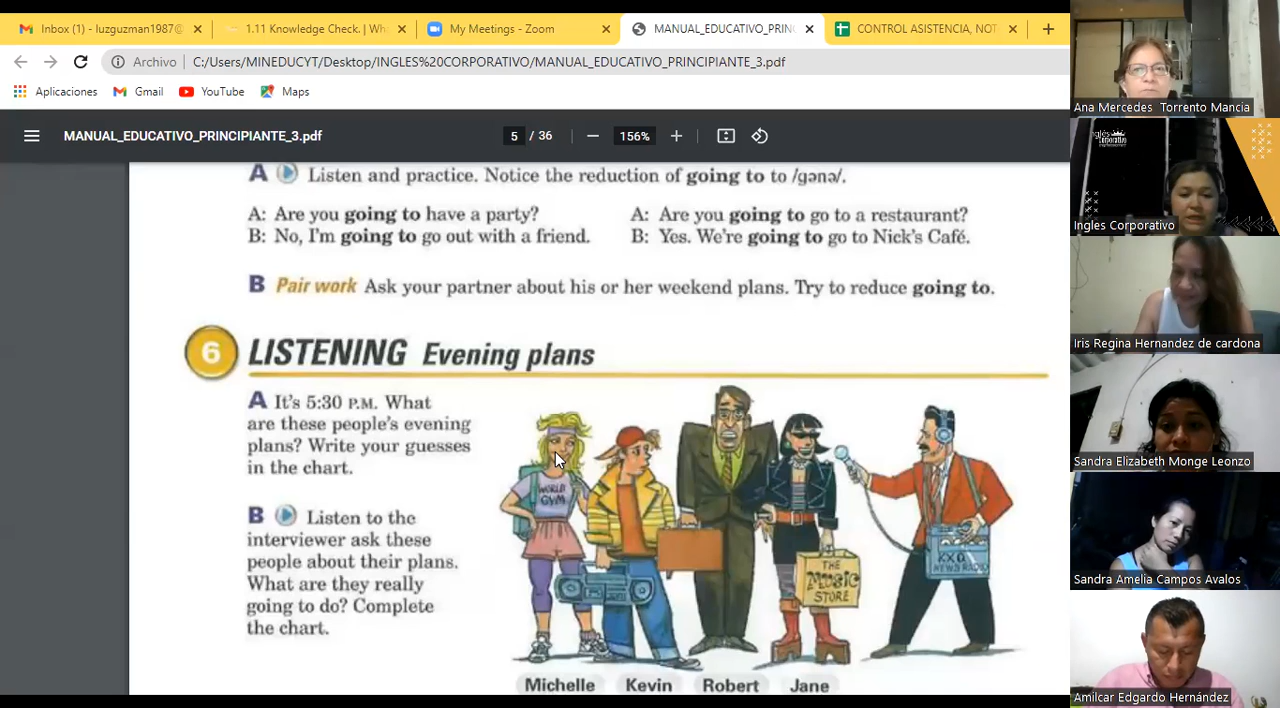 Inbox (1) - luzguzman1987@
1.11 Knowledge Check. | Wh
My Meetings - Zoom
MANUAL_EDUCATIVO_PRIN
CONTROL ASISTENCIA, NOT
Archivo
C:/Users/MINEDUCYT/Desktop/INGLES%20CORPORATIVO/MANUAL_EDUCATIVO_PRINCIPIANTE_3.pdf
Aplicaciones
Gmail
YouTube
Maps
MANUAL_EDUCATIVO_PRINCIPIANTE_3.pdf
5 / 36
156%
A Listen and practice. Notice the reduction of going to to /gənə/.
A: Are you going to have a party?
B: No, I'm going to go out with a friend.
A: Are you going to go to a restaurant?
B: Yes. We're going to go to Nick's Café.
B Pair work Ask your partner about his or her weekend plans. Try to reduce going to.
6 LISTENING Evening plans
A It's 5:30 P.M. What
are these people's evening
plans? Write your guesses
in the chart.
B Listen to the
interviewer ask these
people about their plans.
What are they really
going to do? Complete
the chart.
WORLD
GYM
THE
MUSIC
STORE
KXQ
NEWS RADIO
Michelle
Kevin
Robert
Jane
Ana Mercedes Torrento Mancia
Inglés
Corporativo
Ingles Corporativo
Iris Regina Hernandez de cardona
Sandra Elizabeth Monge Leonzo
Sandra Amelia Campos Avalos
Amílcar Edgardo Hernández